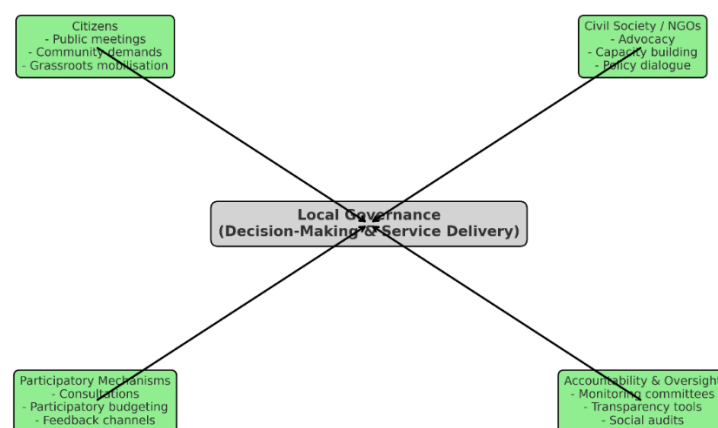 Citizens
- Public meetings
- Community demands
- Grassroots mobilisation
Civil Society / NGOs
- Advocacy
- Capacity building
- Policy dialogue
Local Governance
(Decision-Making & Service Delivery)
Participatory Mechanisms
- Consultations
- Participatory budgeting
- Feedback channels
Accountability & Oversight
- Monitoring committees
- Transparency tools
- Social audits